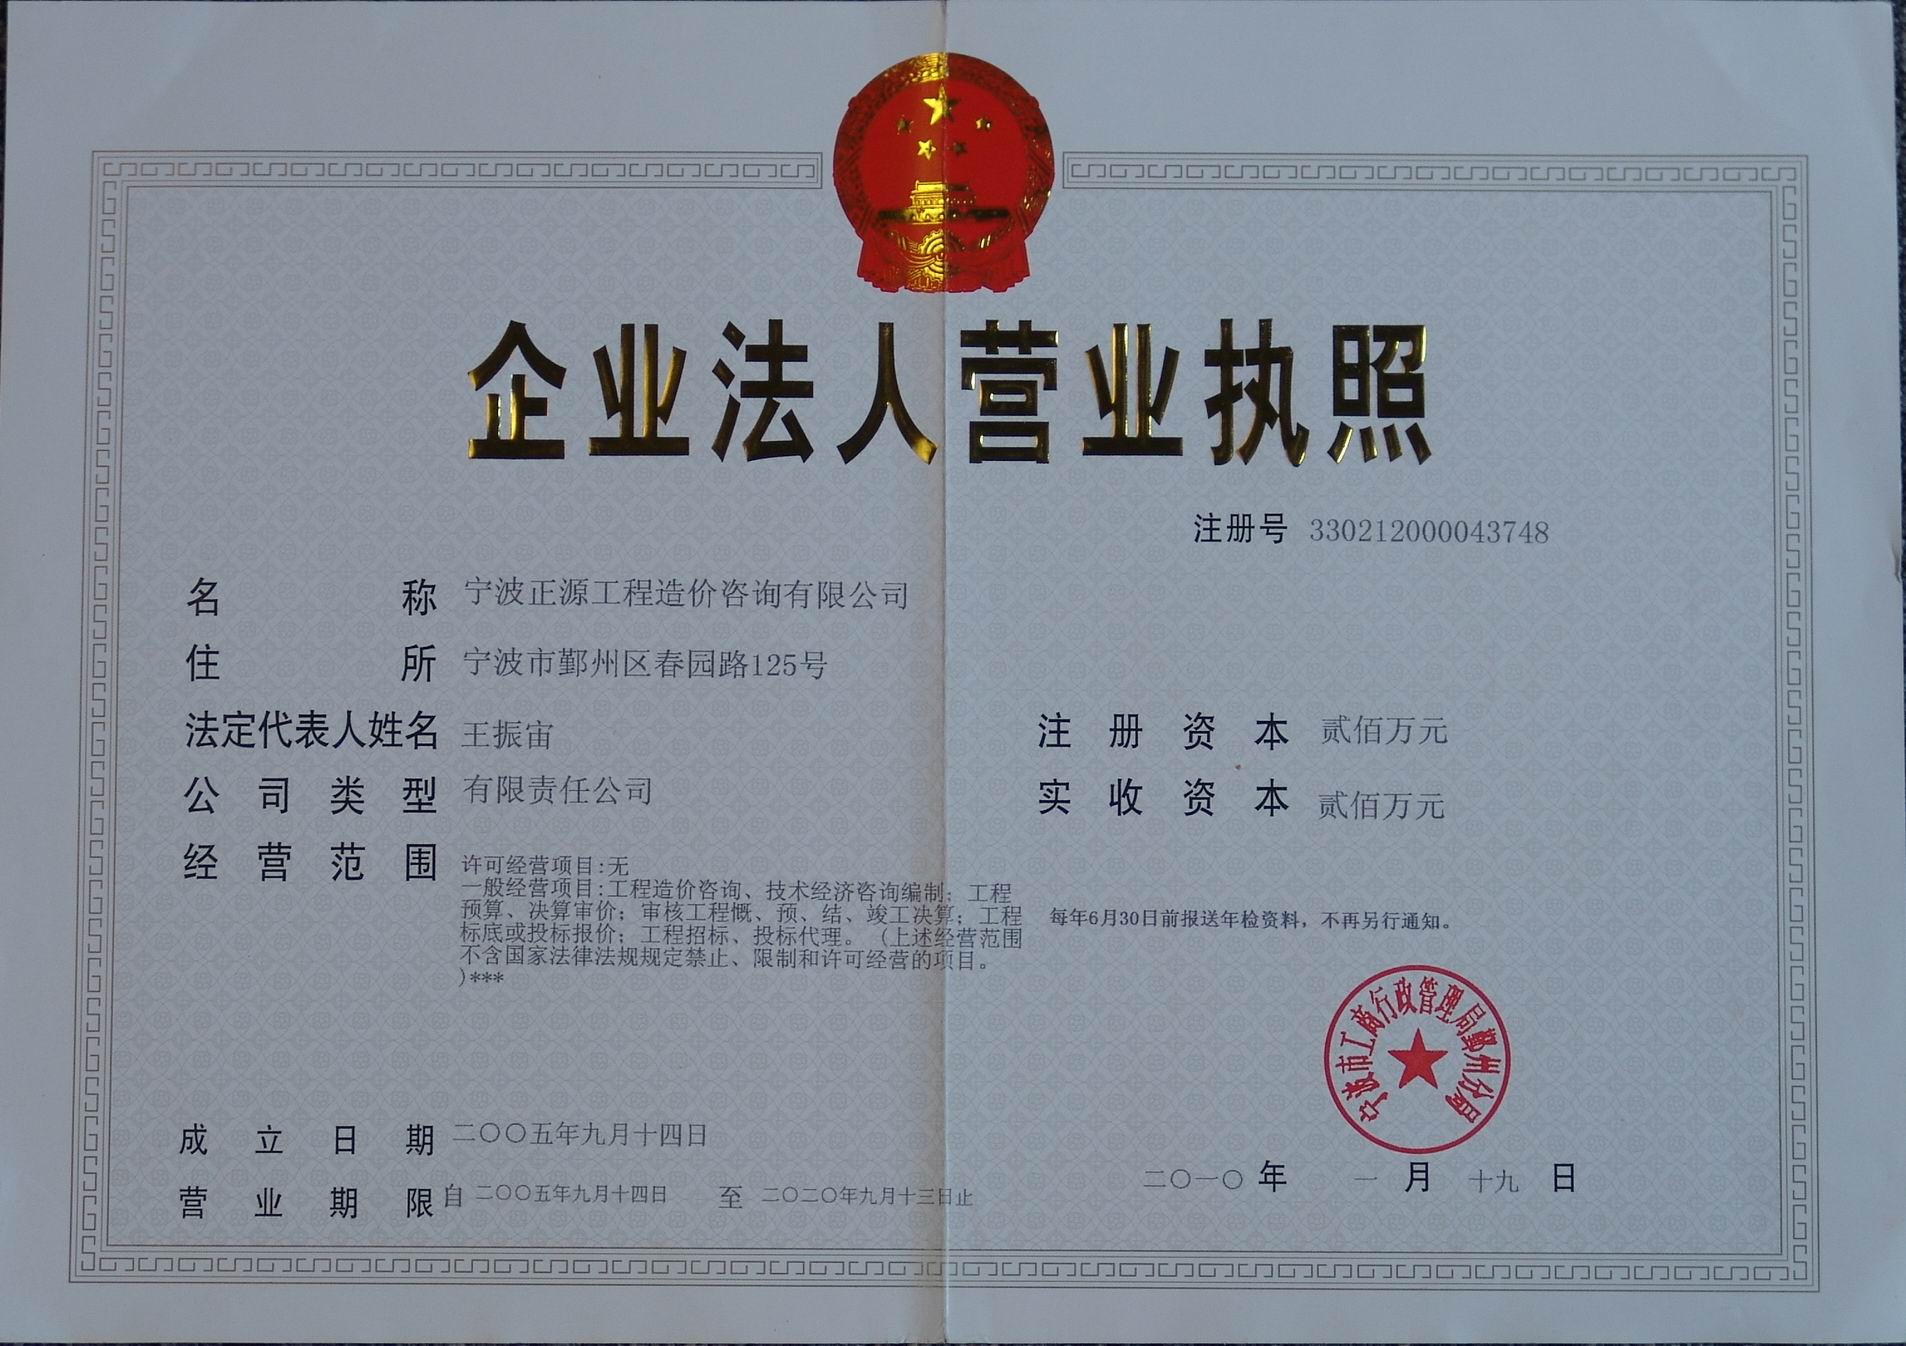 企业法人营业执照
注册号 330212000043748
名称 宁波正源工程造价咨询有限公司
住所 宁波市鄞州区春园路125号
法定代表人姓名 王振宙
注册资本 贰佰万元
公司类型 有限责任公司
实收资本 贰佰万元
经营范围 许可经营项目:无
一般经营项目:工程造价咨询、技术经济咨询编制；工程
预算、决算审价；审核工程慨、预、结、竣工决算；工程
标底或投标报价；工程招标、投标代理。（上述经营范围
不含国家法律法规规定禁止、限制和许可经营的项目。
)***
每年6月30日前报送年检资料，不再另行通知。
宁波市工商行政管理局鄞州分局
成立日期 二〇〇五年九月十四日
二〇一〇年 一月 十九日
营业期限 自 二〇〇五年九月十四日 至 二〇二〇年九月十三日止